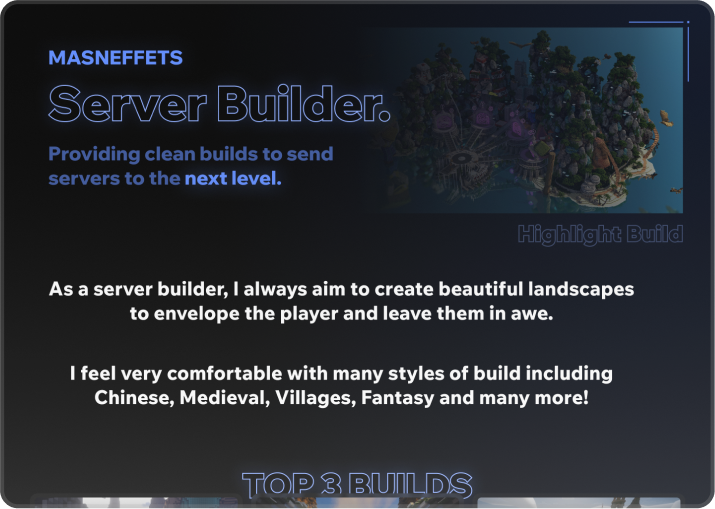 MASNEFFETS
Server Builder.
Providing clean builds to send
servers to the next level.
Highlight Build
As a server builder, I always aim to create beautiful landscapes
to envelope the player and leave them in awe.
I feel very comfortable with many styles of build including
Chinese, Medieval, Villages, Fantasy and many more!
TOP 3 BUILDS